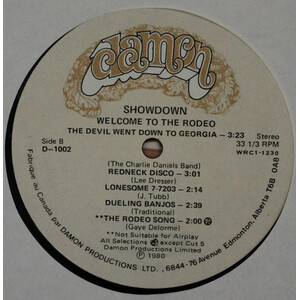 damon
SHOWDOWN
WELCOME TO THE RODEO
THE DEVIL WENT DOWN TO GEORGIA - 3:23
Side B
D-1002
Stereo
33 1/3 RPM
WRC1-1230
(The Charlie Daniels Band)
REDNECK DISCO - 3:01
(Lee Dresser)
LONESOME 7-7203 - 2:14
(J. Tubb)
DUELING BANJOS - 2:39
(Traditional)
**THE RODEO SONG - 2:00
(Gaye Delorme)
**Not Suitable for Airplay
All Selections except Cut 5
Damon Productions Limited
℗ 1980
Fabriqué au Canada par DAMON PRODUCTIONS LTD., 6844-76 Avenue Edmonton, Alberta T6B 0A8